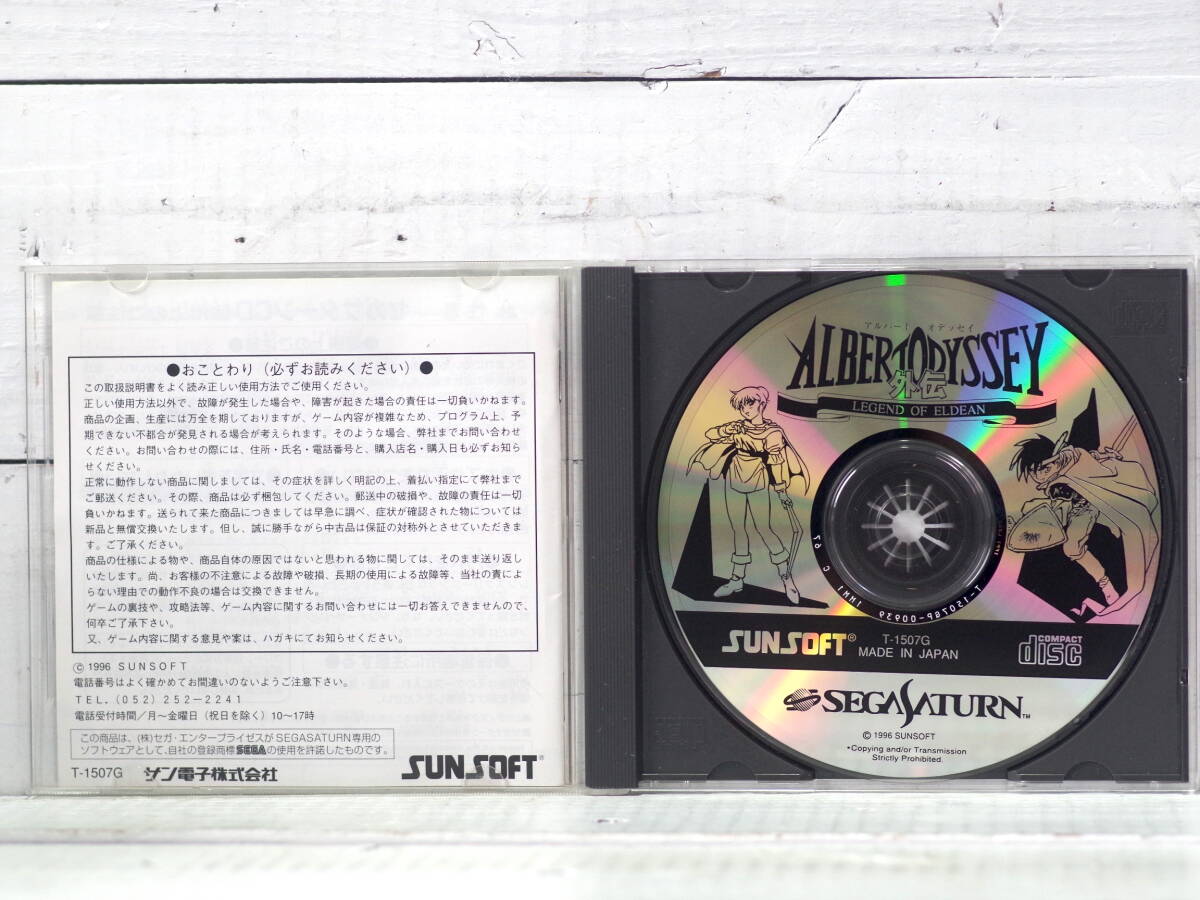 ●おことわり（必ずお読みください）●
この取扱説明書をよく読み正しい使用方法でご使用ください。
正しい使用方法以外で、故障が発生した場合や、障害が起きた場合の責任は一切負いかねます。
商品の企画、生産には万全を期しておりますが、ゲーム内容が複雑なため、プログラム上、予
期できない不都合が発見される場合が考えられます。そのような場合、弊社までお問い合わせ
ください。お問い合わせの際には、住所・氏名・電話番号と、購入店名・購入日も必ずお知ら
せください。
正常に動作しない商品に関しましては、その症状を詳しく明記の上、着払い指定にて弊社まで
ご郵送ください。その際、商品は必ず梱包してください。郵送中の破損や、故障の責任は一切
負いかねます。送られて来た商品につきましては早急に調べ、症状が確認された物については
新品と無償交換いたします。但し、誠に勝手ながら中古品は保証の対称外とさせていただきま
す。ご了承ください。
商品の仕様による物や、商品自体の原因ではないと思われる物に関しては、そのまま送り返し
いたします。尚、お客様の不注意による故障や破損、長期の使用による故障等、当社の責によ
らない理由での動作不良の場合は交換できません。
ゲームの裏技や、攻略法等、ゲーム内容に関するお問い合わせには一切お答えできませんので、
何卒ご了承下さい。
又、ゲーム内容に関する意見や案は、ハガキにてお知らせください。
© 1996 SUNSOFT
電話番号はよく確かめてお間違いのないようご注意下さい。
TEL. (052) 252-2241
電話受付時間／月〜金曜日（祝日を除く）10〜17時
この商品は、(株)セガ・エンタープライゼスがSEGASATURN専用の
ソフトウェアとして、自社の登録商標SEGAの使用を許諾したものです。
T-1507G サン電子株式会社 SUNSOFT®
アルバート オデッセイ
ALBERT ODYSSEY
外伝
LEGEND OF ELDEAN
T-150789-00939 1MM1 C 67
SUNSOFT® T-1507G
MADE IN JAPAN
COMPACT
disc
SEGA SATURN™
© 1996 SUNSOFT
*Copying and/or Transmission
Strictly Prohibited.